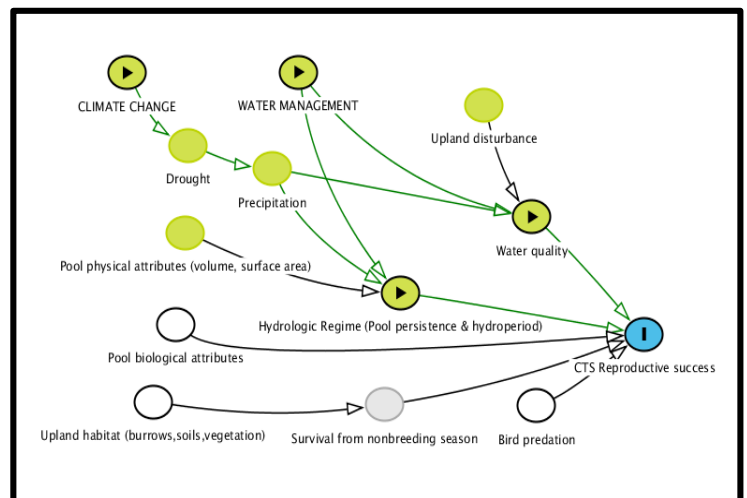 CLIMATE CHANGE
WATER MANAGEMENT
Upland disturbance
Drought
Precipitation
Water quality
Pool physical attributes (volume, surface area)
Hydrologic Regime (Pool persistence & hydroperiod)
Pool biological attributes
CTS Reproductive success
Upland habitat (burrows,soils,vegetation)
Survival from nonbreeding season
Bird predation